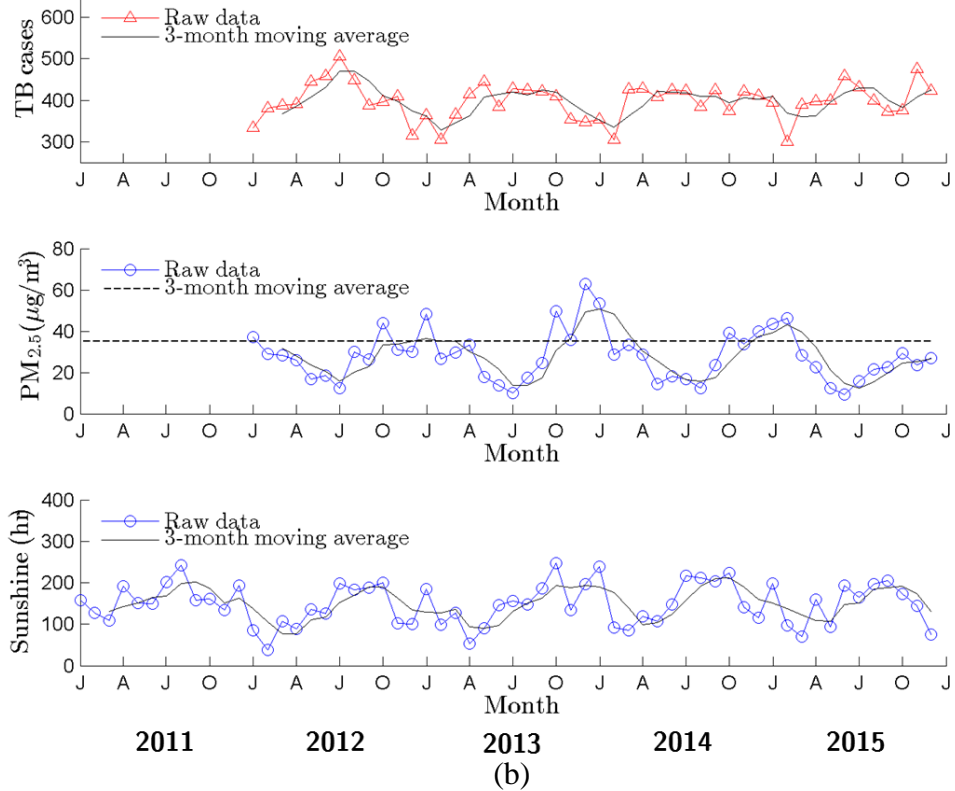 600
500
400
300
TB cases
Raw data
3-month moving average
J A J O J A J O J A J O J A J O J A J O J
Month
80
60
40
20
0
PM2.5(μg/m³)
Raw data
3-month moving average
J A J O J A J O J A J O J A J O J A J O J
Month
400
300
200
100
0
Sunshine (hr)
Raw data
3-month moving average
J A J O J A J O J A J O J A J O J A J O J
Month
2011 2012 2013 2014 2015
(b)